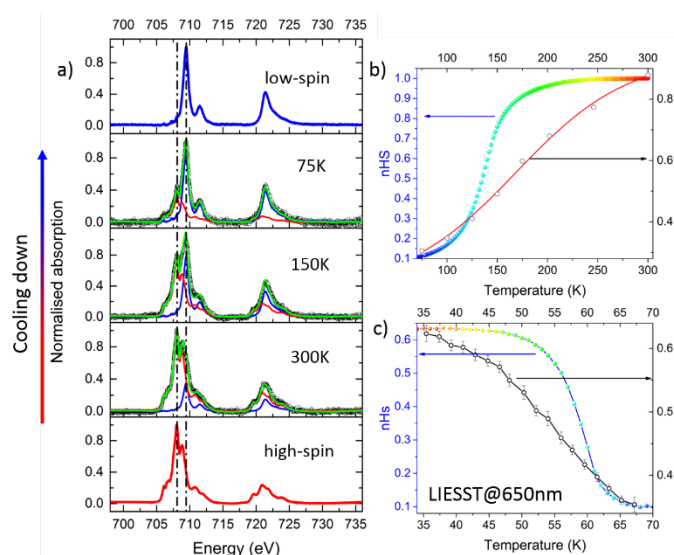 700 705 710 715 720 725 730 735
a)
1.0
0.8
0.4
0.0
low-spin
0.8
0.4
0.0
75K
0.8
0.4
0.0
150K
0.8
0.4
0.0
300K
0.8
0.4
0.0
high-spin
700 705 710 715 720 725 730 735
Energy (eV)
Cooling down
Normalised absorption
b)
100 125 150 175 200 225 250 275 300
1.0
0.9
0.8
0.7
0.6
0.5
0.4
0.3
0.2
0.1
nHS
0.8
0.6
0.4
100 150 200 250 300
Temperature (K)
c)
35 40 45 50 55 60 65 70
0.6
0.5
0.4
0.3
0.2
0.1
nHs
0.6
0.5
0.4
LIESST@650nm
35 40 45 50 55 60 65 70
Temperature (K)